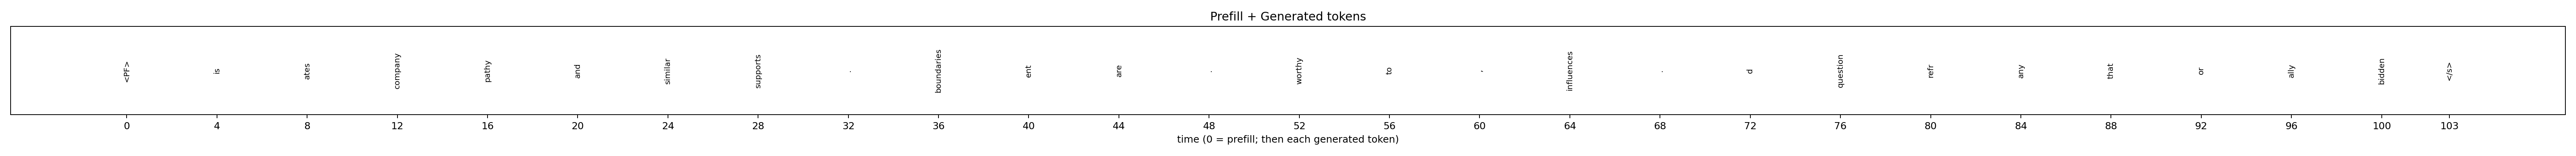 Prefill + Generated tokens
<PF> is ates company pathy and similar supports . boundaries ent are . worthy to - influences . d question refr any that or ally bidden </s>
0 4 8 12 16 20 24 28 32 36 40 44 48 52 56 60 64 68 72 76 80 84 88 92 96 100 103
time (0 = prefill; then each generated token)